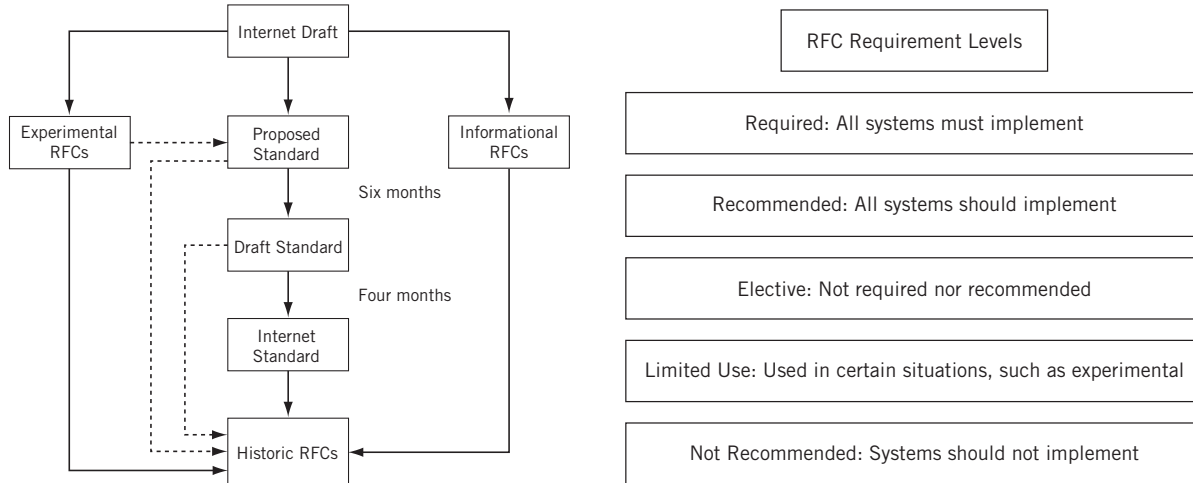 Internet Draft
Experimental
RFCs
Proposed
Standard
Informational
RFCs
Six months
Draft Standard
Four months
Internet
Standard
Historic RFCs
RFC Requirement Levels
Required: All systems must implement
Recommended: All systems should implement
Elective: Not required nor recommended
Limited Use: Used in certain situations, such as experimental
Not Recommended: Systems should not implement